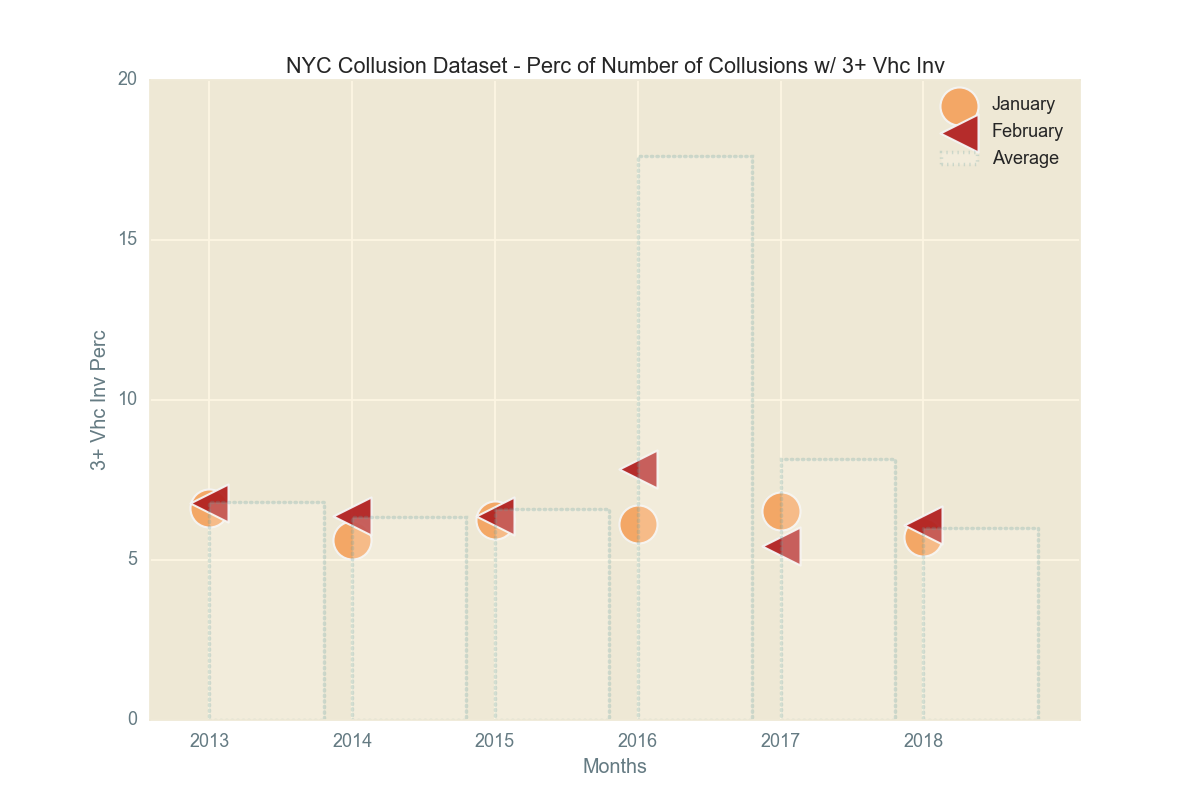 NYC Collusion Dataset - Perc of Number of Collusions w/ 3+ Vhc Inv
January
February
Average
20
15
10
5
0
3+ Vhc Inv Perc
2013
2014
2015
2016
2017
2018
Months